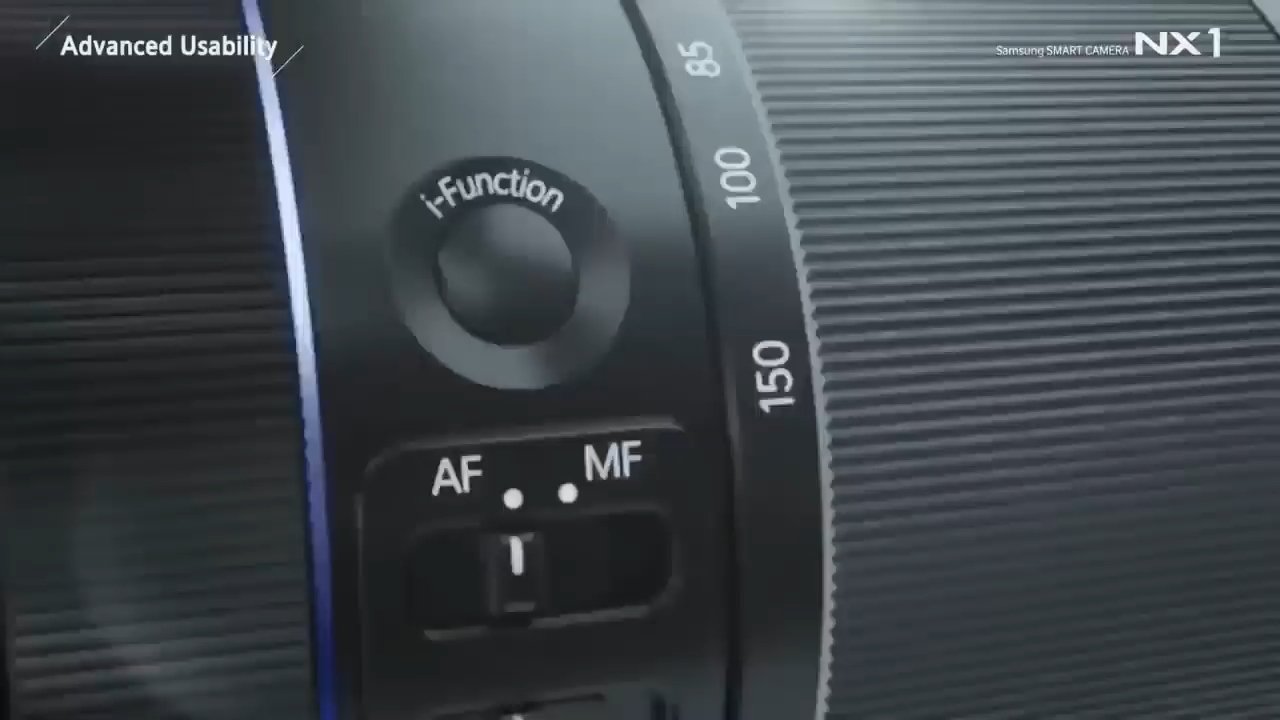 Advanced Usability
Samsung SMART CAMERA NX1
85
100
150
i-Function
AF MF